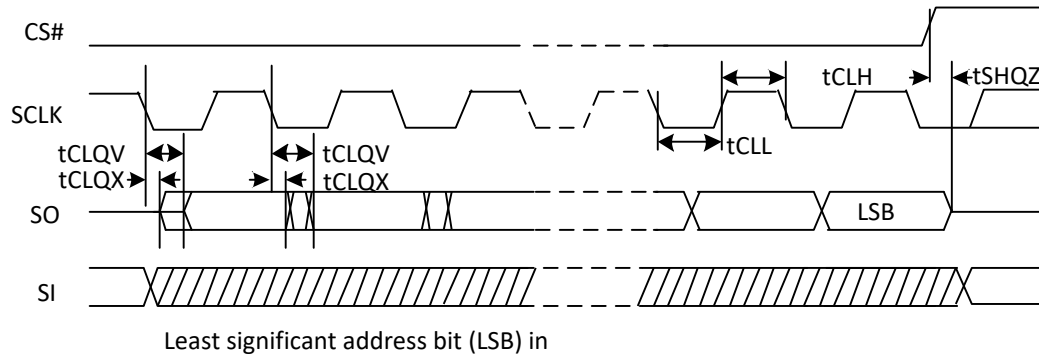 CS#
tCLH
tSHQZ
SCLK
tCLL
tCLQV
tCLQV
tCLQX
tCLQX
SO
LSB
SI
Least significant address bit (LSB) in